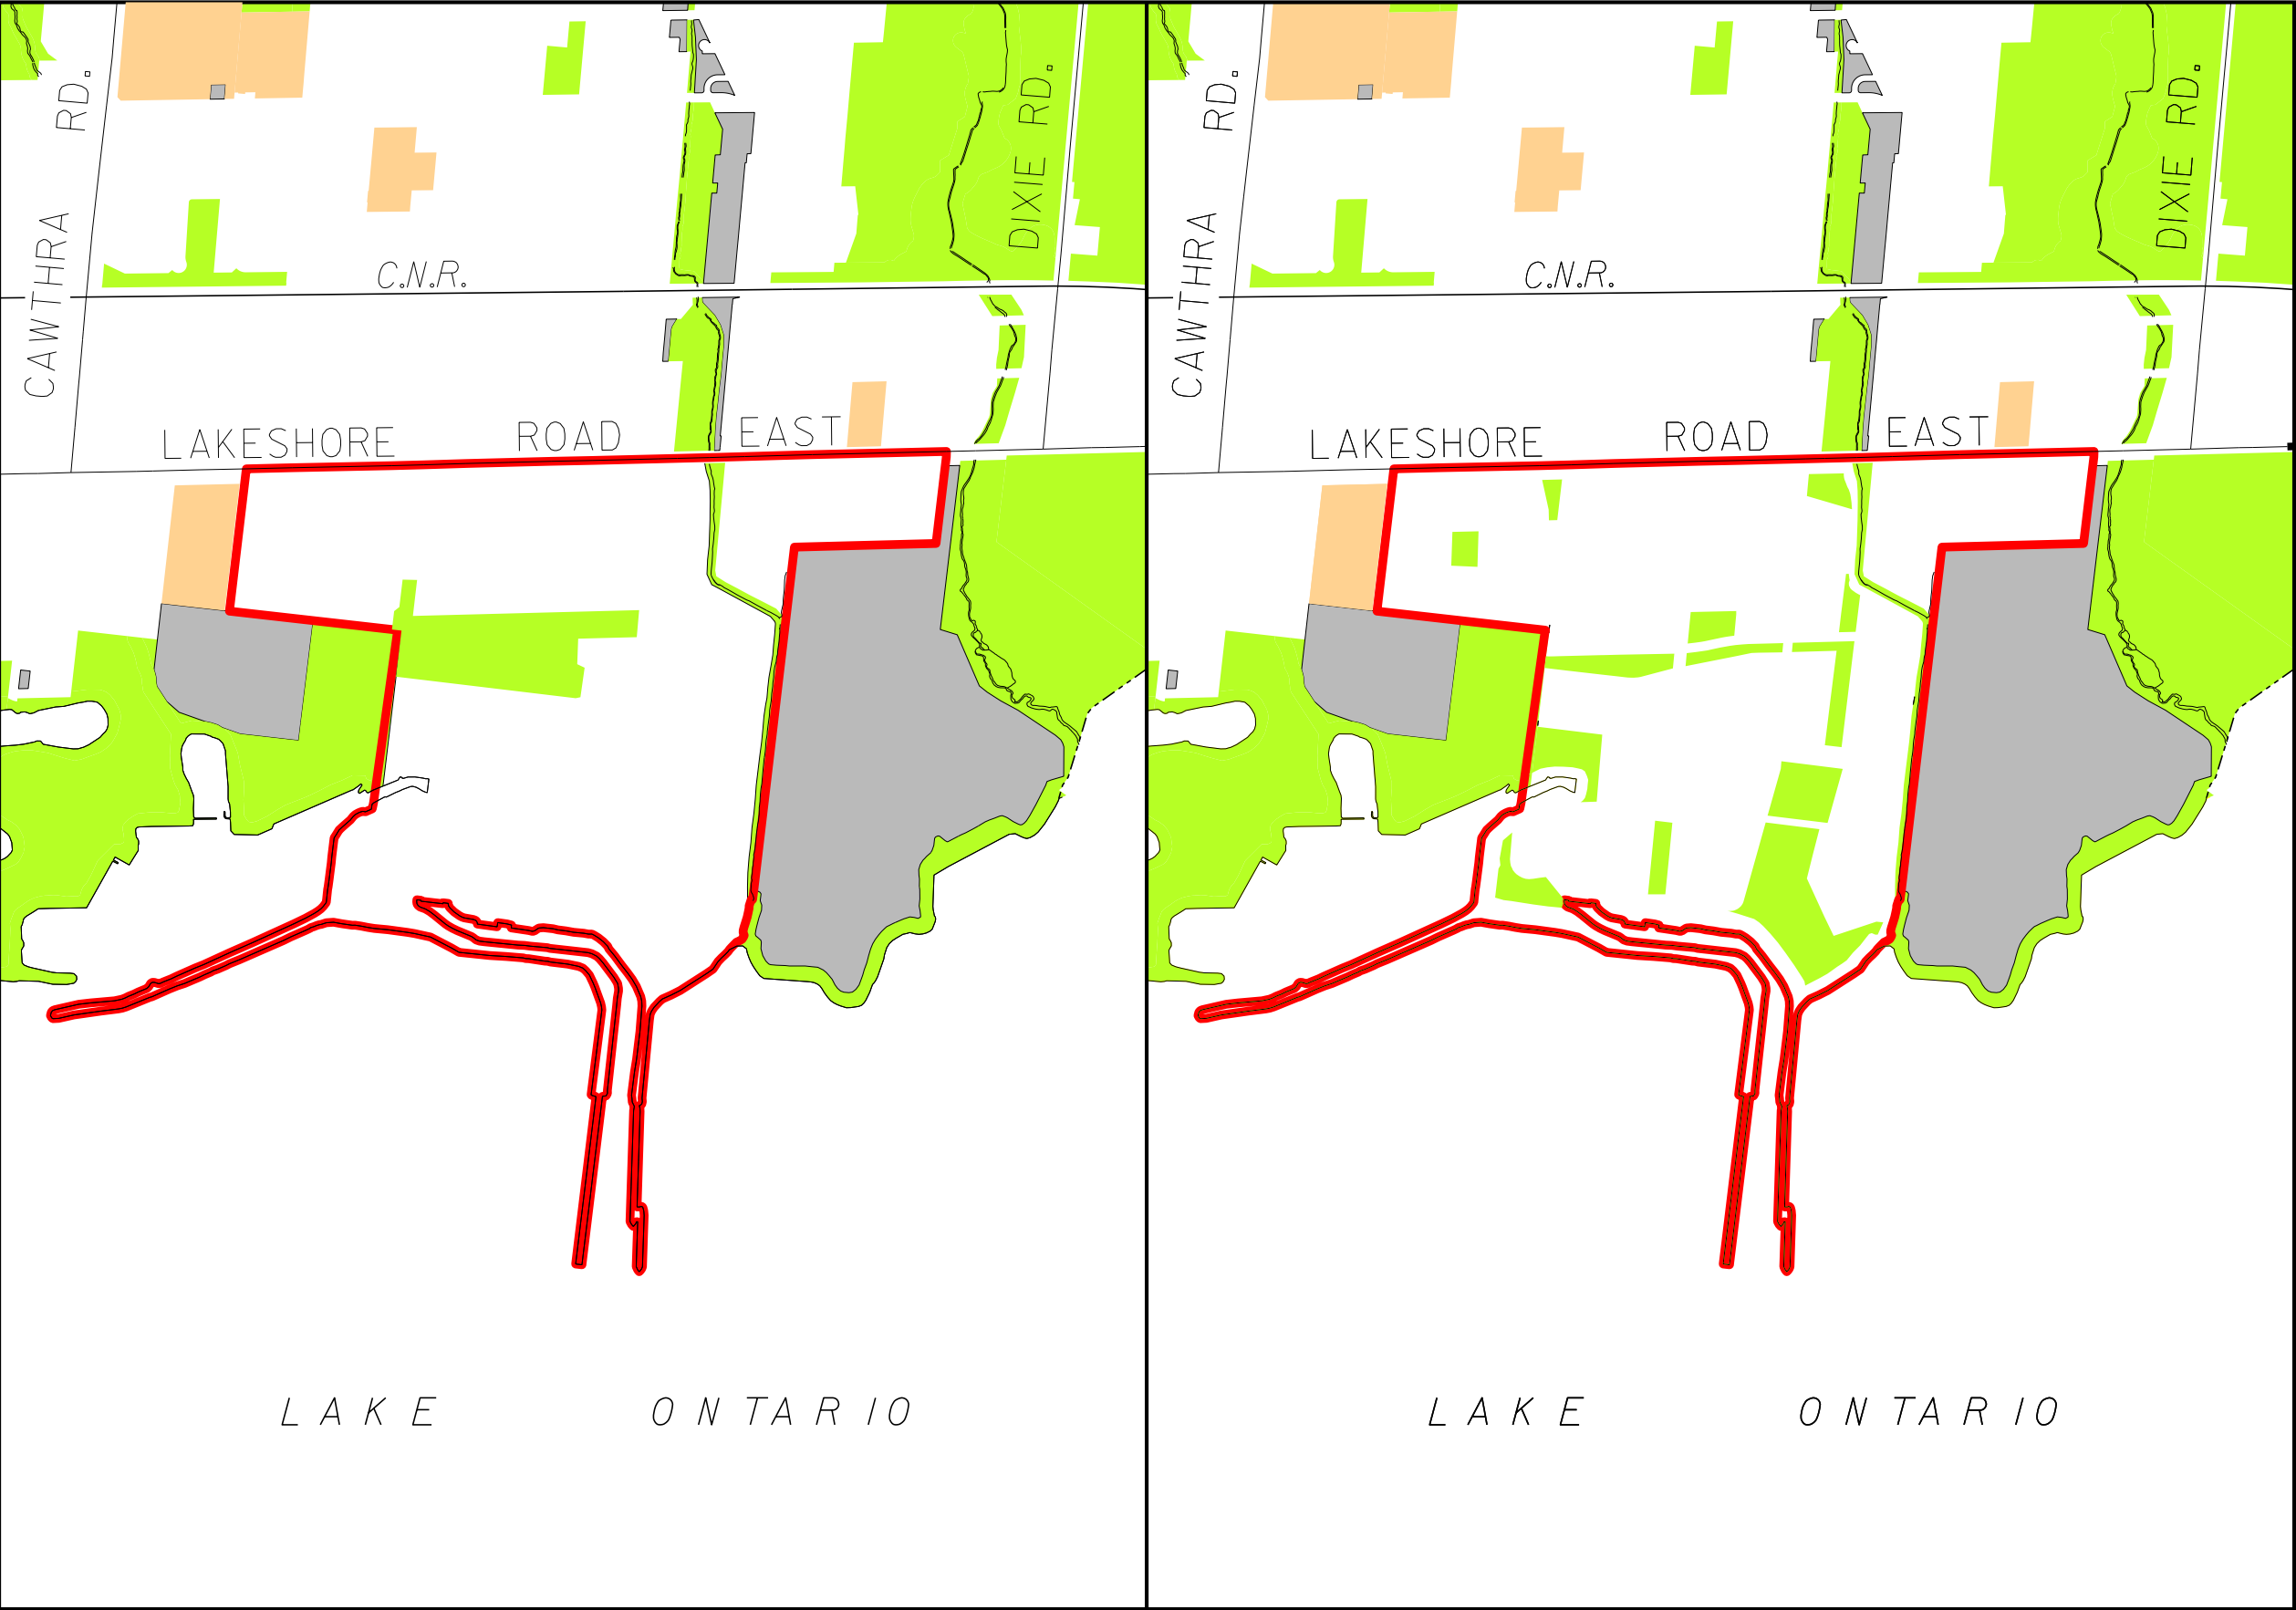 CAWTHRA RD.
DIXIE RD.
C.N.R.
LAKESHORE ROAD EAST
LAKE ONTARIO
CAWTHRA RD.
DIXIE RD.
C.N.R.
LAKESHORE ROAD EAST
LAKE ONTARIO